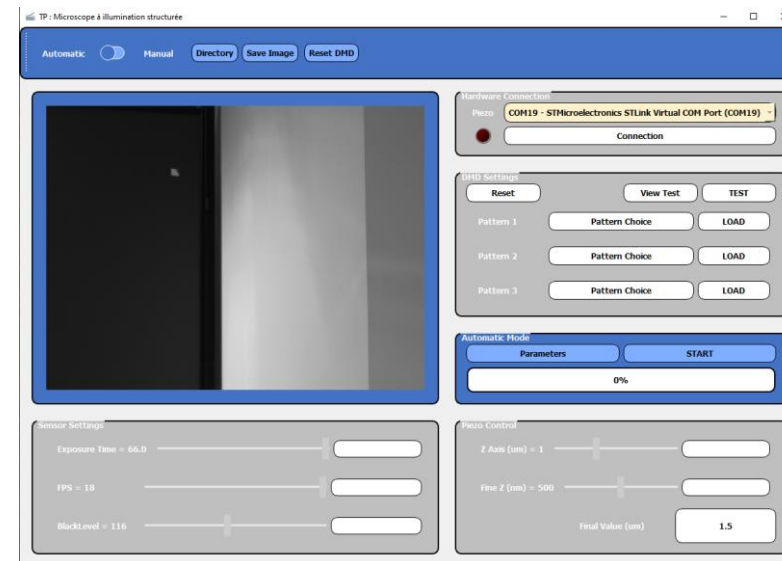 TP : Microscope à illumination structurée
Automatic Manual Directory Save Image Reset DMD
Hardware Connection
Piezo COM19 - STMicroelectronics STLink Virtual COM Port (COM19)
Connection
DMD Settings
Reset View Test TEST
Pattern 1 Pattern Choice LOAD
Pattern 2 Pattern Choice LOAD
Pattern 3 Pattern Choice LOAD
Automatic Mode
Parameters START
0%
Sensor Settings
Exposure Time = 66.0
FPS = 18
BlackLevel = 116
Piezo Control
Z Axis (um) = 1
Fine Z (nm) = 500
Final Value (um) 1.5